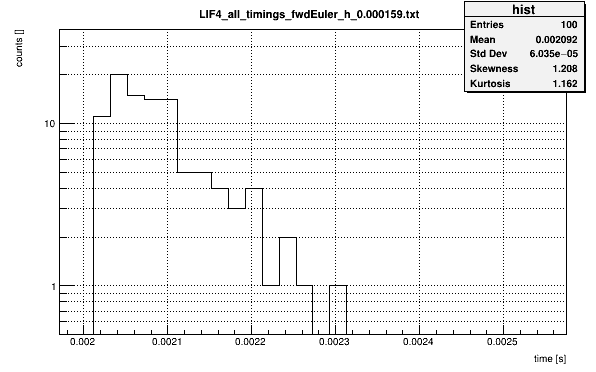 LIF4_all_timings_fwdEuler_h_0.000159.txt
hist
Entries 100
Mean 0.002092
Std Dev 6.035e−05
Skewness 1.208
Kurtosis 1.162
counts []
10
1
0.002 0.0021 0.0022 0.0023 0.0024 0.0025
time [s]